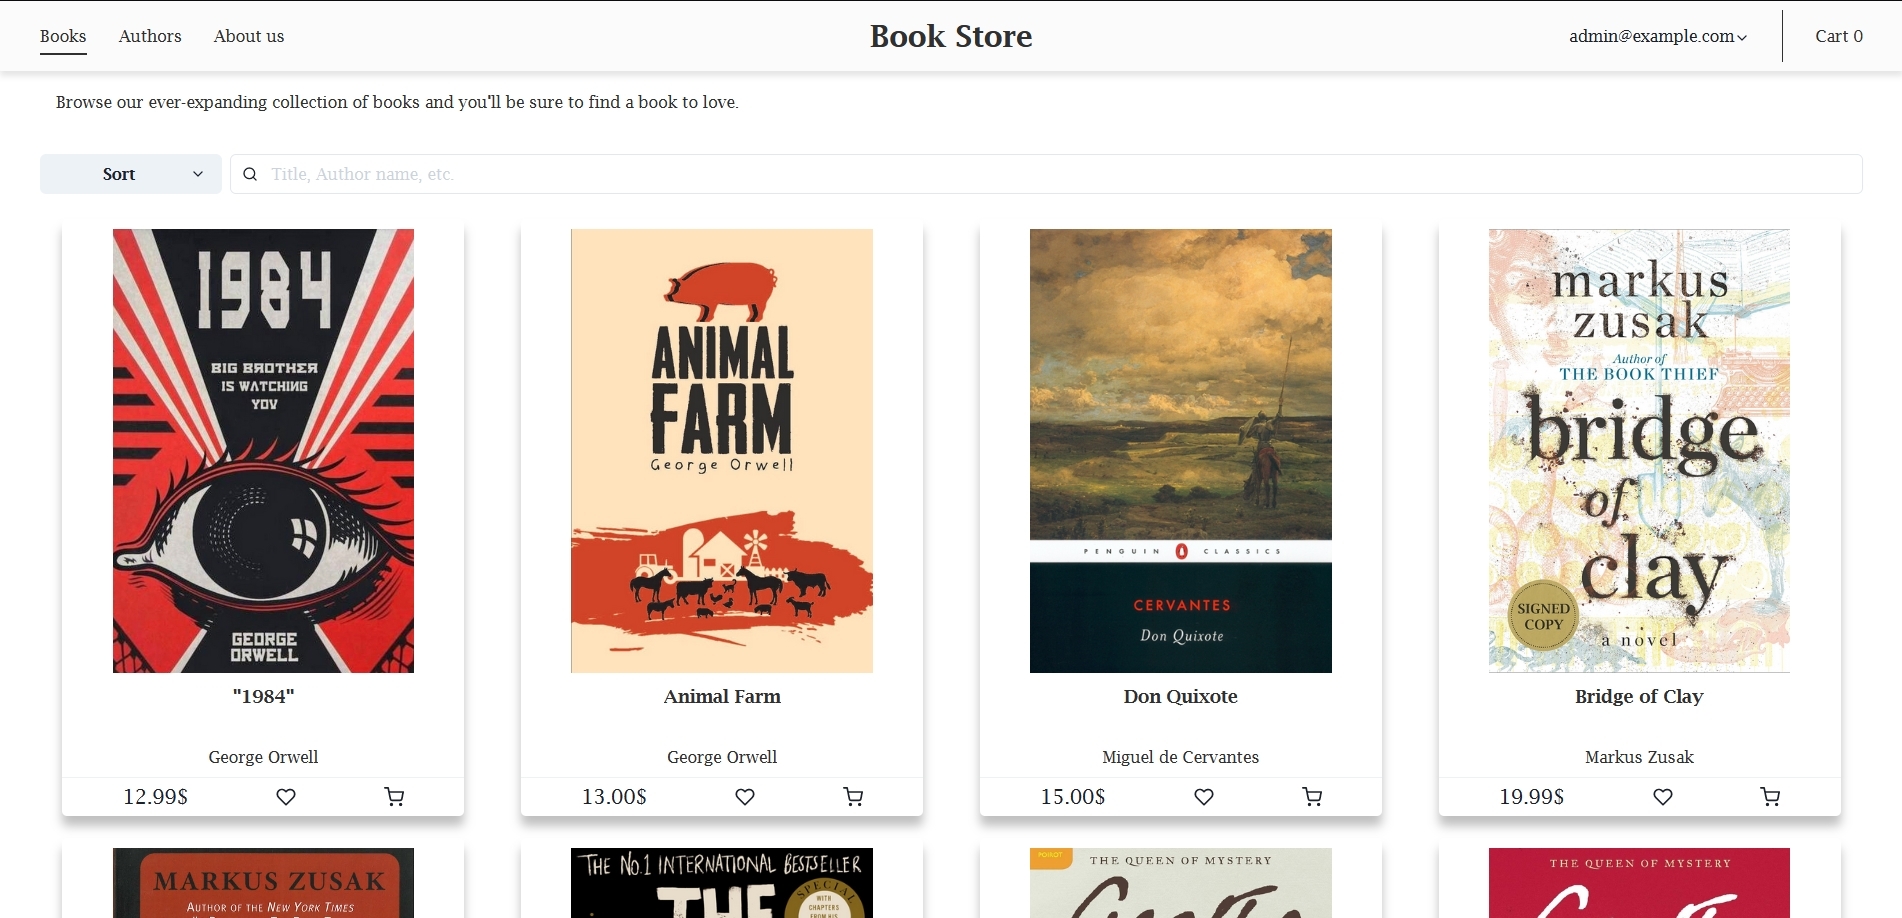 Books
Authors
About us
Book Store
admin@example.com
Cart 0
Browse our ever-expanding collection of books and you'll be sure to find a book to love.
Sort
Title, Author name, etc.
1984
BIG BROTHER
IS WATCHING
YOU
GEORGE
ORWELL
"1984"
George Orwell
12.99$
ANIMAL
FARM
George Orwell
Animal Farm
George Orwell
13.00$
PENGUIN CLASSICS
CERVANTES
Don Quixote
Don Quixote
Miguel de Cervantes
15.00$
markus
zusak
Author of
THE BOOK THIEF
bridge
of
clay
SIGNED
COPY
a novel
Bridge of Clay
Markus Zusak
19.99$
MARKUS ZUSAK
AUTHOR OF THE NEW YORK TIMES
THE NO.1 INTERNATIONAL BESTSELLER
THE
SPECIAL
WITH
CHAPTERS
FROM HIS
POIROT
THE QUEEN OF MYSTERY
THE QUEEN OF MYSTERY